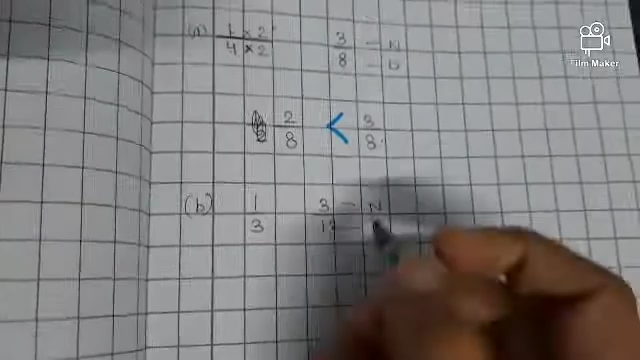 (a) 1 × 2 3 - N
4 × 2 8 - D
2 < 3
8 8
(b) 1 3 - N
3 12
Film Maker